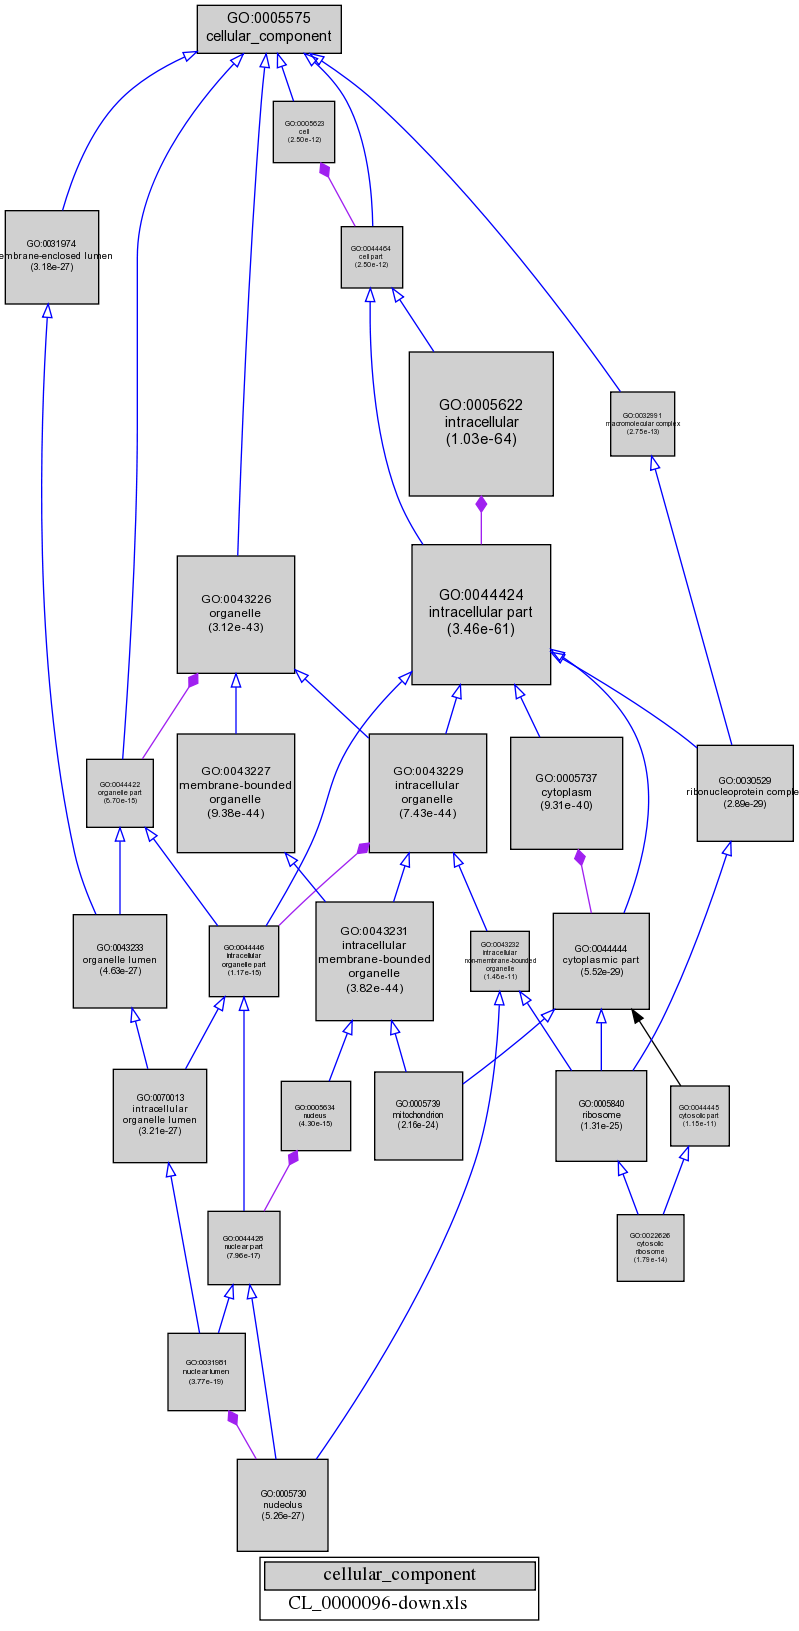 GO:0005575
cellular_component
GO:0005623
cell
(2.50e-12)
GO:0031974
embrane-enclosed lumen
(3.18e-27)
GO:0044464
cell part
(2.50e-12)
GO:0005622
intracellular
(1.03e-64)
GO:0032991
macromolecular complex
(2.75e-13)
GO:0043226
organelle
(3.12e-43)
GO:0044424
intracellular part
(3.46e-61)
GO:0044422
organelle part
(6.70e-15)
GO:0043227
membrane-bounded
organelle
(9.38e-44)
GO:0043229
intracellular
organelle
(7.43e-44)
GO:0005737
cytoplasm
(9.31e-40)
GO:0030529
ribonucleoprotein comple
(2.89e-29)
GO:0043233
organelle lumen
(4.63e-27)
GO:0044446
intracellular
organelle part
(1.17e-15)
GO:0043231
intracellular
membrane-bounded
organelle
(3.82e-44)
GO:0043232
intracellular
non-membrane-bounded
organelle
(1.46e-11)
GO:0044444
cytoplasmic part
(5.52e-29)
GO:0070013
intracellular
organelle lumen
(3.21e-27)
GO:0005634
nucleus
(4.30e-15)
GO:0005739
mitochondrion
(2.16e-24)
GO:0005840
ribosome
(1.31e-25)
GO:0044445
cytosolic part
(1.15e-11)
GO:0044428
nuclear part
(7.96e-17)
GO:0022626
cytosolic
ribosome
(1.79e-14)
GO:0031981
nuclear lumen
(3.77e-19)
GO:0005730
nucleolus
(5.26e-27)
cellular_component
CL_0000096-down.xls